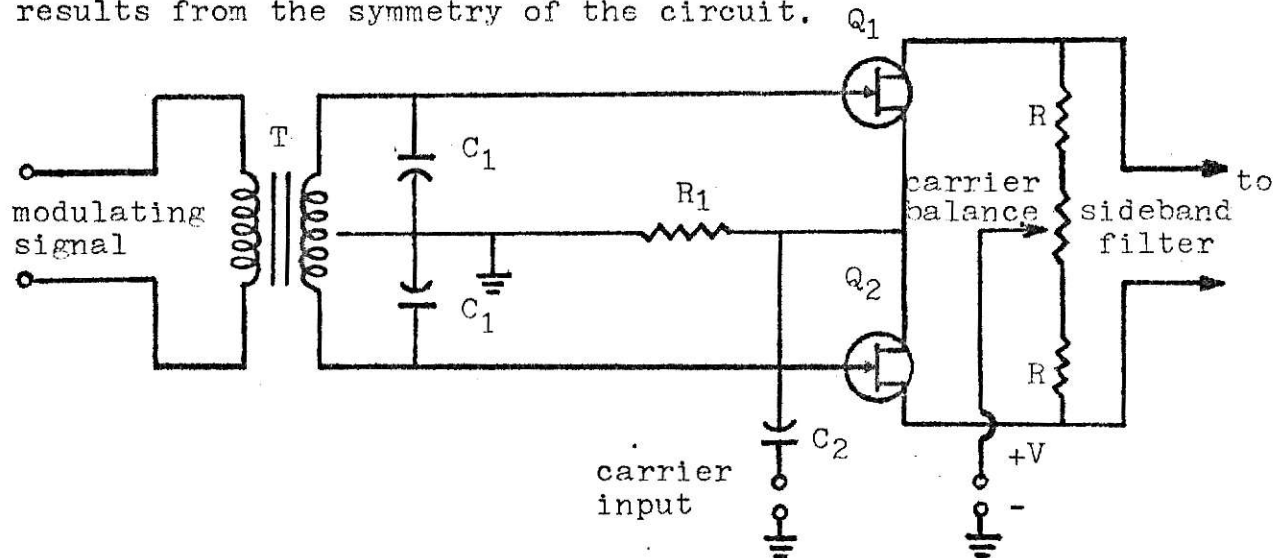 results from the symmetry of the circuit.
Q1
T
C1
R
R1
carrier
balance
to
sideband
filter
modulating
signal
C1
Q2
R
C2
+V
carrier
input
-